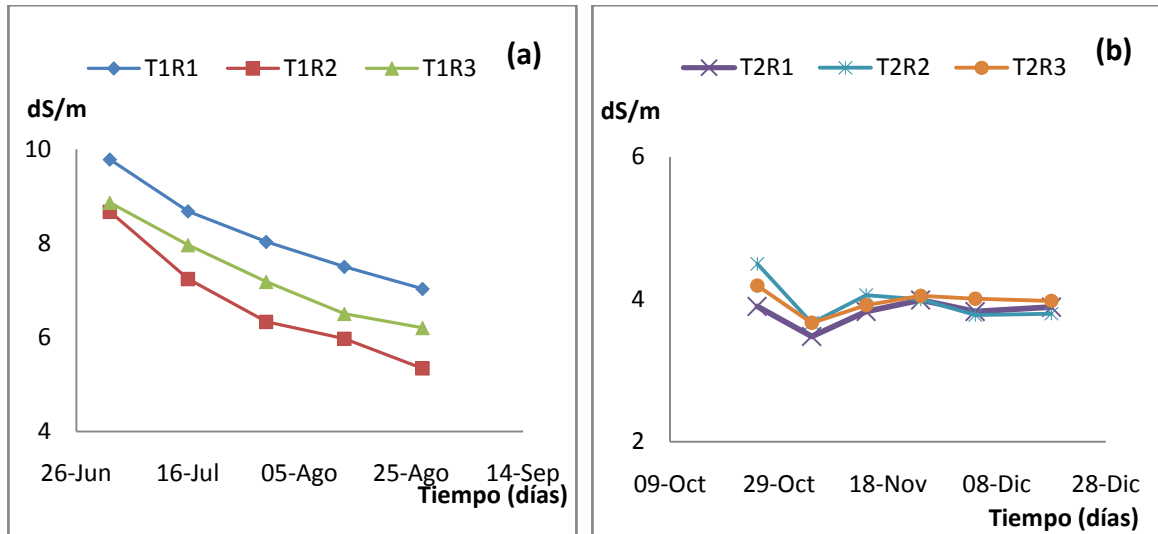 T1R1 T1R2 T1R3 (a)
dS/m
10
8
6
4
26-Jun 16-Jul 05-Ago 25-Ago 14-Sep
Tiempo (días)
T2R1 T2R2 T2R3 (b)
dS/m
6
4
2
09-Oct 29-Oct 18-Nov 08-Dic 28-Dic
Tiempo (días)